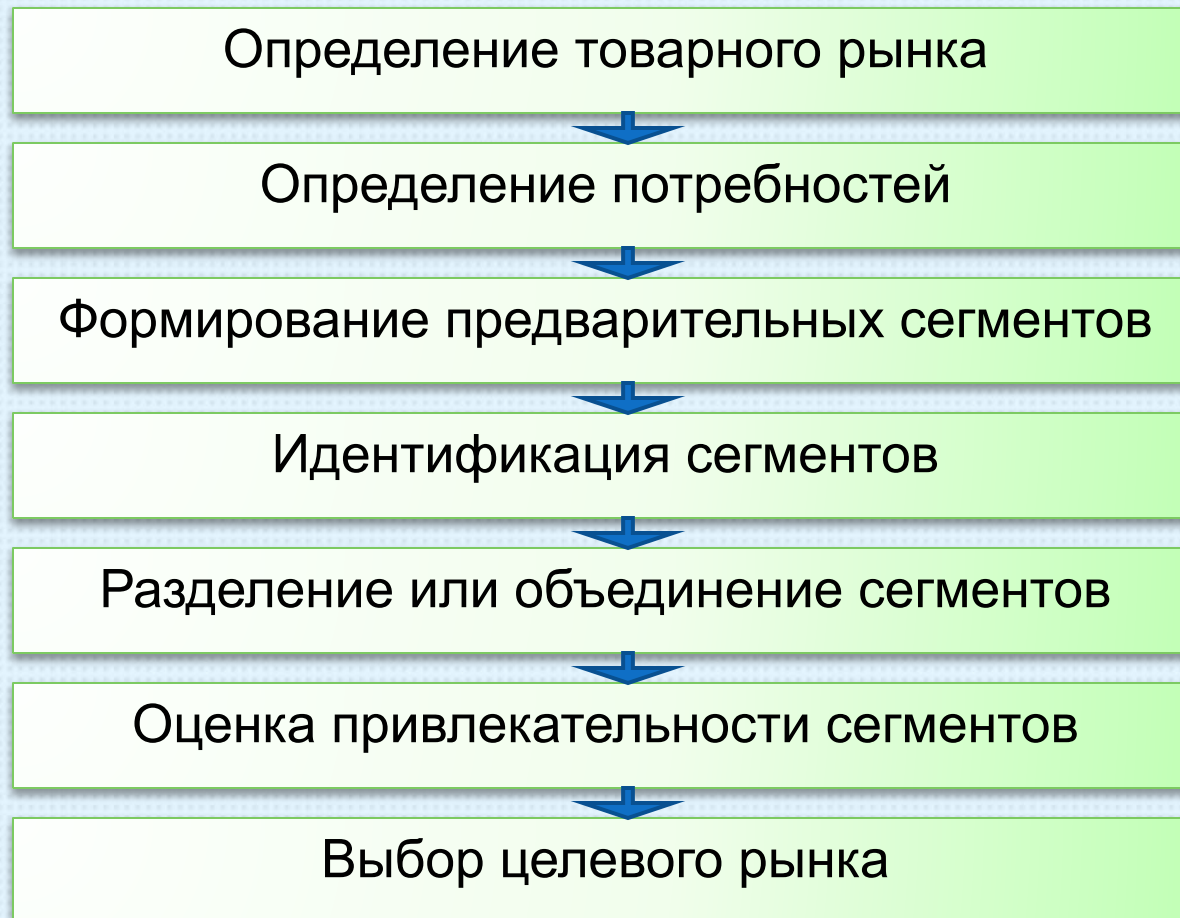 Определение товарного рынка
Определение потребностей
Формирование предварительных сегментов
Идентификация сегментов
Разделение или объединение сегментов
Оценка привлекательности сегментов
Выбор целевого рынка